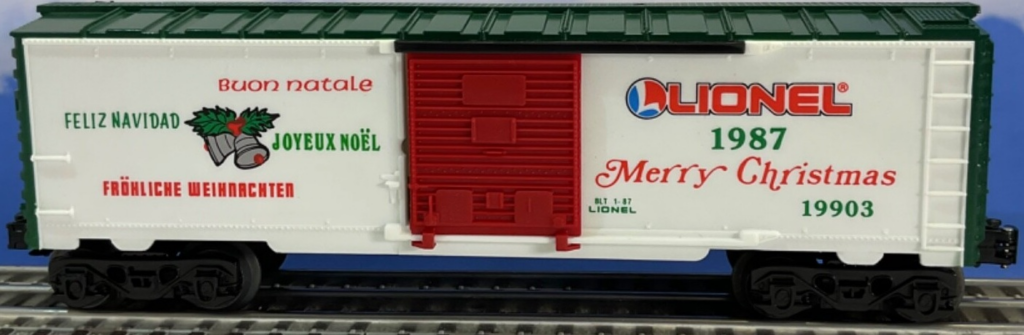 Buon natale
FELIZ NAVIDAD
JOYEUX NOËL
FRÖHLICHE WEIHNACHTEN
LIONEL®
1987
Merry Christmas
BLT 1-87
LIONEL
19903